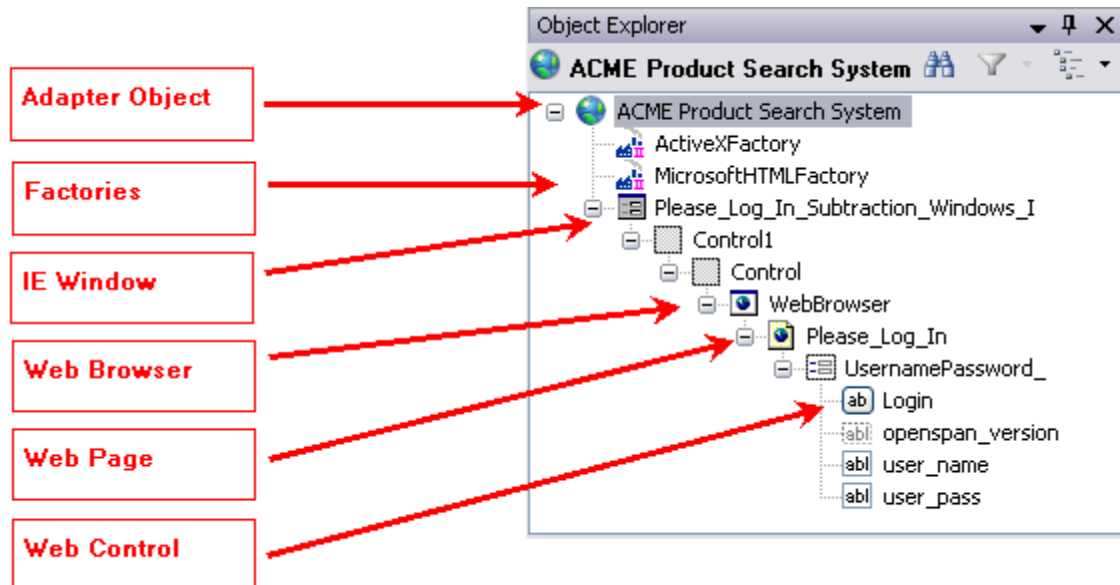 Object Explorer
ACME Product Search System
Adapter Object
ACME Product Search System
ActiveXFactory
Factories
MicrosoftHTMLFactory
Please_Log_In_Subtraction_Windows_I
IE Window
Control1
Control
WebBrowser
Web Browser
Please_Log_In
UsernamePassword_
ab Login
abl openspan_version
Web Page
abl user_name
abl user_pass
Web Control